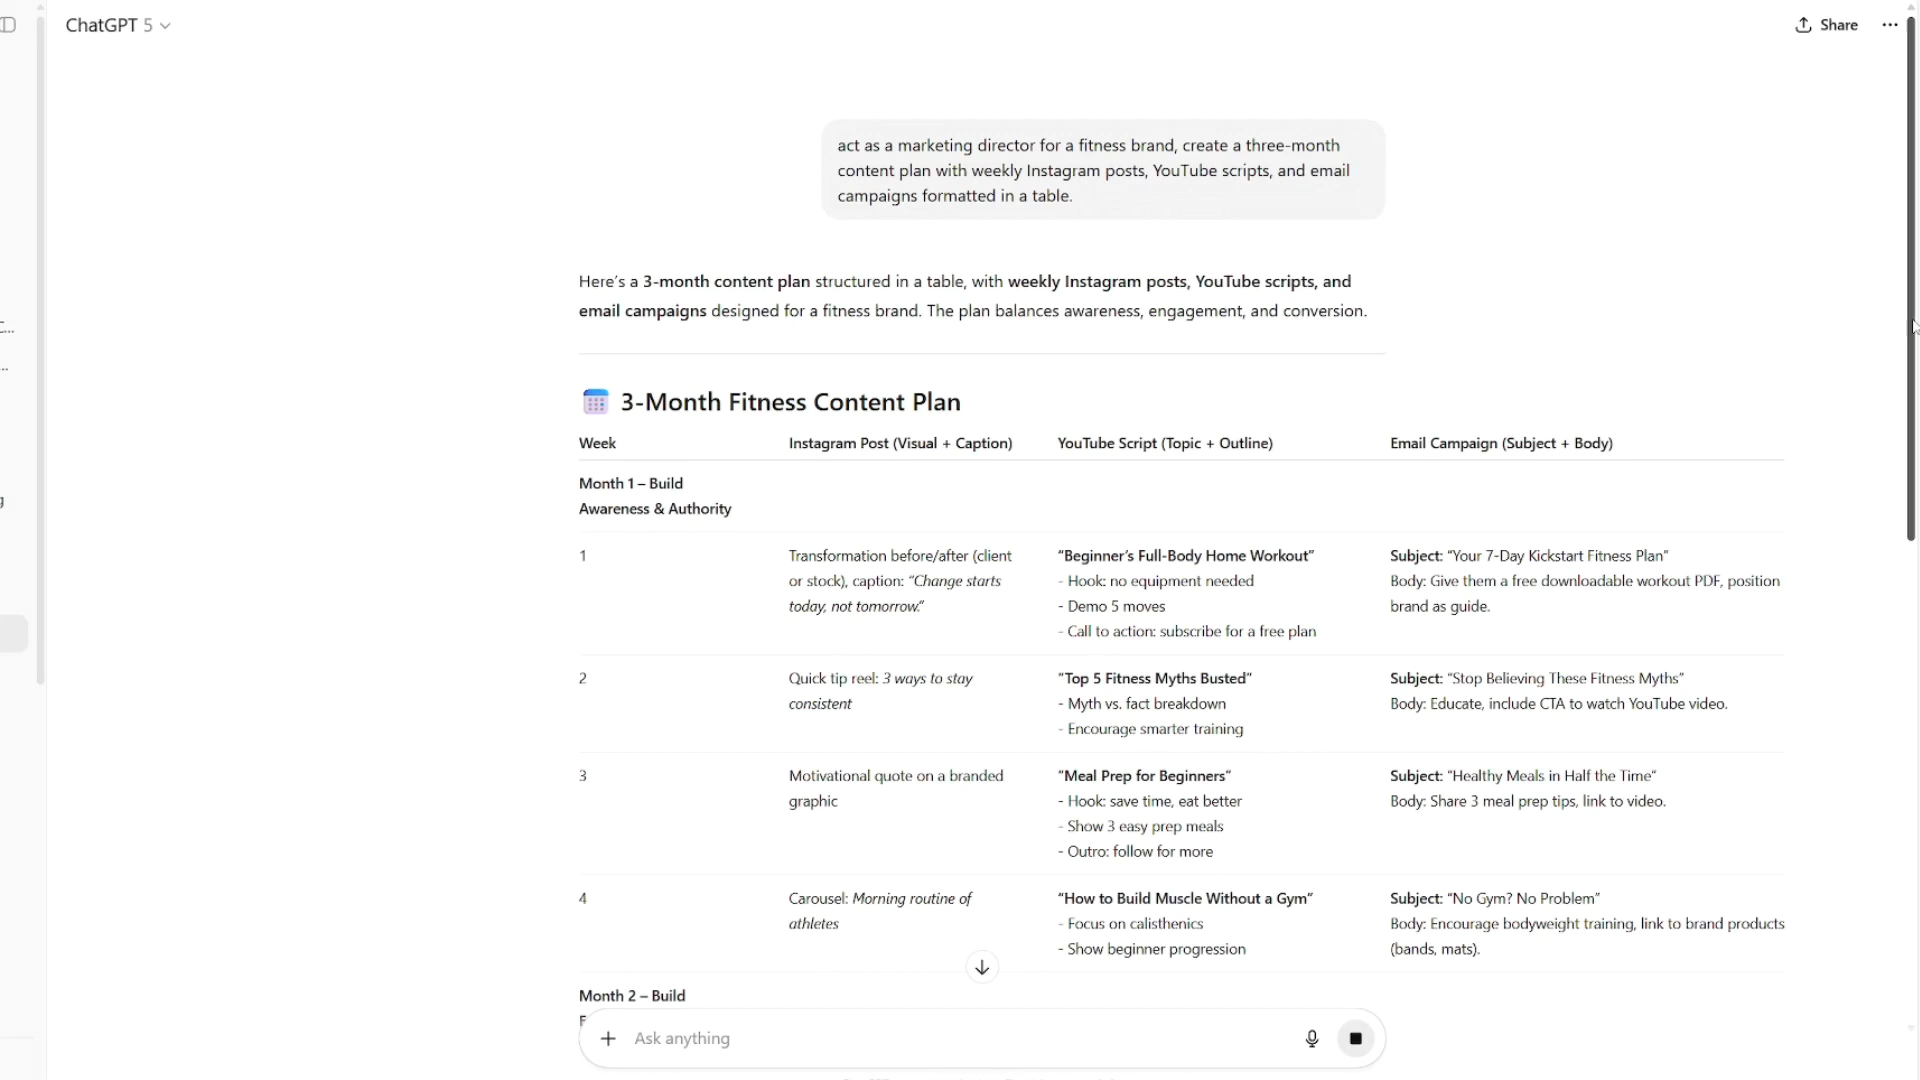 ChatGPT 5
Share
act as a marketing director for a fitness brand, create a three-month
content plan with weekly Instagram posts, YouTube scripts, and email
campaigns formatted in a table.
Here's a 3-month content plan structured in a table, with weekly Instagram posts, YouTube scripts, and
email campaigns designed for a fitness brand. The plan balances awareness, engagement, and conversion.
3-Month Fitness Content Plan
Week
Instagram Post (Visual + Caption)
YouTube Script (Topic + Outline)
Email Campaign (Subject + Body)
Month 1 – Build
Awareness & Authority
1
Transformation before/after (client
or stock), caption: “Change starts
today, not tomorrow.”
“Beginner’s Full-Body Home Workout”
- Hook: no equipment needed
- Demo 5 moves
- Call to action: subscribe for a free plan
Subject: “Your 7-Day Kickstart Fitness Plan”
Body: Give them a free downloadable workout PDF, position
brand as guide.
2
Quick tip reel: 3 ways to stay
consistent
“Top 5 Fitness Myths Busted”
- Myth vs. fact breakdown
- Encourage smarter training
Subject: “Stop Believing These Fitness Myths”
Body: Educate, include CTA to watch YouTube video.
3
Motivational quote on a branded
graphic
“Meal Prep for Beginners”
- Hook: save time, eat better
- Show 3 easy prep meals
- Outro: follow for more
Subject: “Healthy Meals in Half the Time”
Body: Share 3 meal prep tips, link to video.
4
Carousel: Morning routine of
athletes
“How to Build Muscle Without a Gym”
- Focus on calisthenics
- Show beginner progression
Subject: “No Gym? No Problem”
Body: Encourage bodyweight training, link to brand products
(bands, mats).
Month 2 – Build
Ask anything